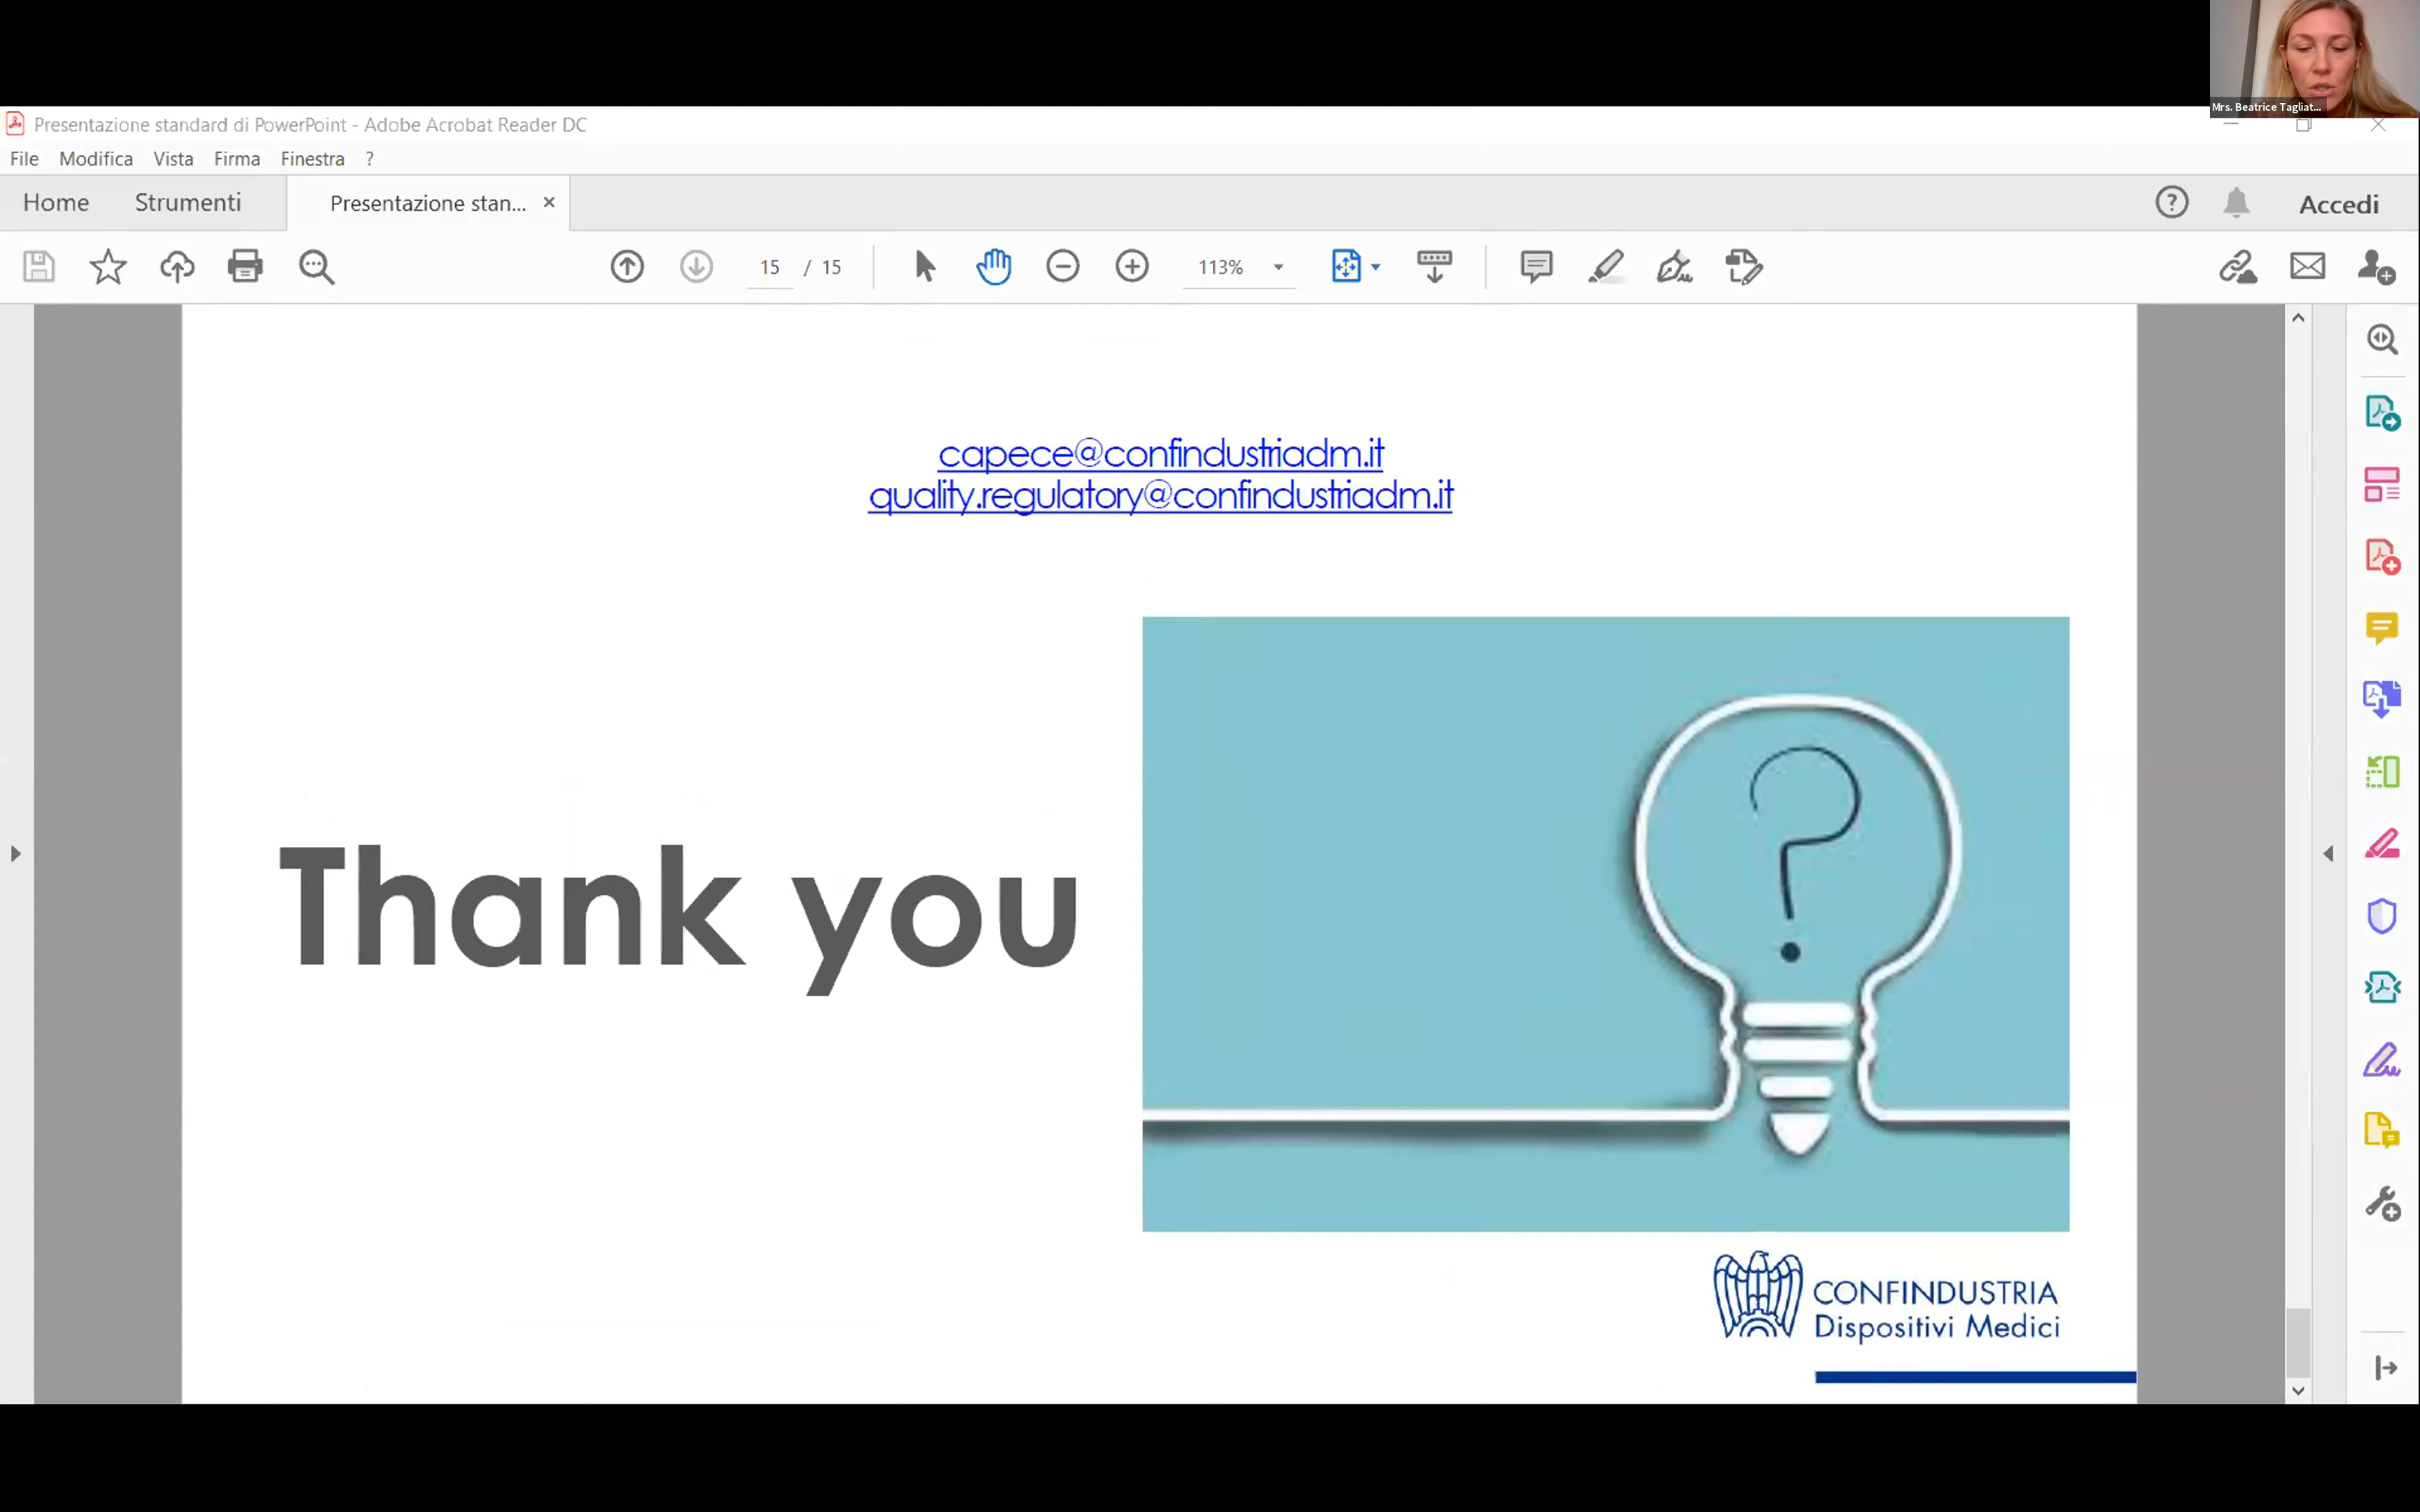 Mrs. Beatrice Tagliat...
Presentazione standard di PowerPoint - Adobe Acrobat Reader DC
File Modifica Vista Firma Finestra ?
Home Strumenti Presentazione stan... Accedi
15 / 15 113%
capece@confindustriadm.it
quality.regulatory@confindustriadm.it
Thank you
?
CONFINDUSTRIA
Dispositivi Medici